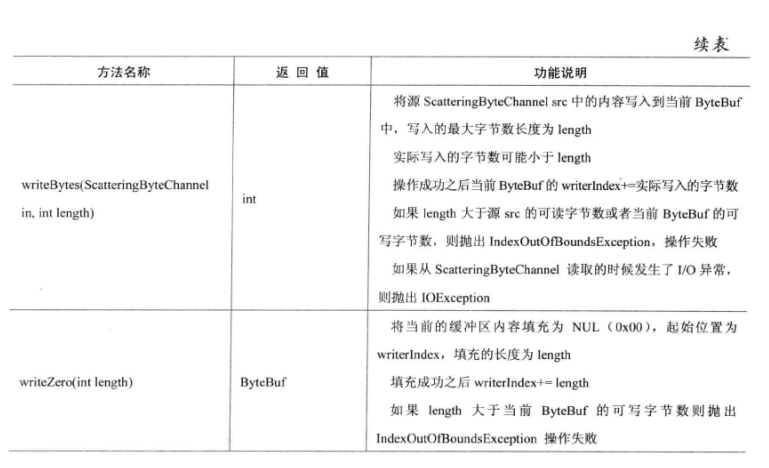 续表
方法名称 返 回 值 功能说明
将源 ScatteringByteChannel src 中的内容写入到当前 ByteBuf
中，写入的最大字节数长度为 length
实际写入的字节数可能小于 length
writeBytes(ScatteringByteChannel
in, int length)
int
操作成功之后当前 ByteBuf 的 writerIndex+=实际写入的字节数
如果 length 大于源 src 的可读字节数或者当前 ByteBuf 的可
写字节数，则抛出 IndexOutOfBoundsException，操作失败
如果从 ScatteringByteChannel 读取的时候发生了 I/O 异常，
则抛出 IOException
writeZero(int length)
ByteBuf
将当前的缓冲区内容填充为 NUL（0x00），起始位置为
writerIndex，填充的长度为 length
填充成功之后 writerIndex+= length
如果 length 大于当前 ByteBuf 的可写字节数则抛出
IndexOutOfBoundsException 操作失败